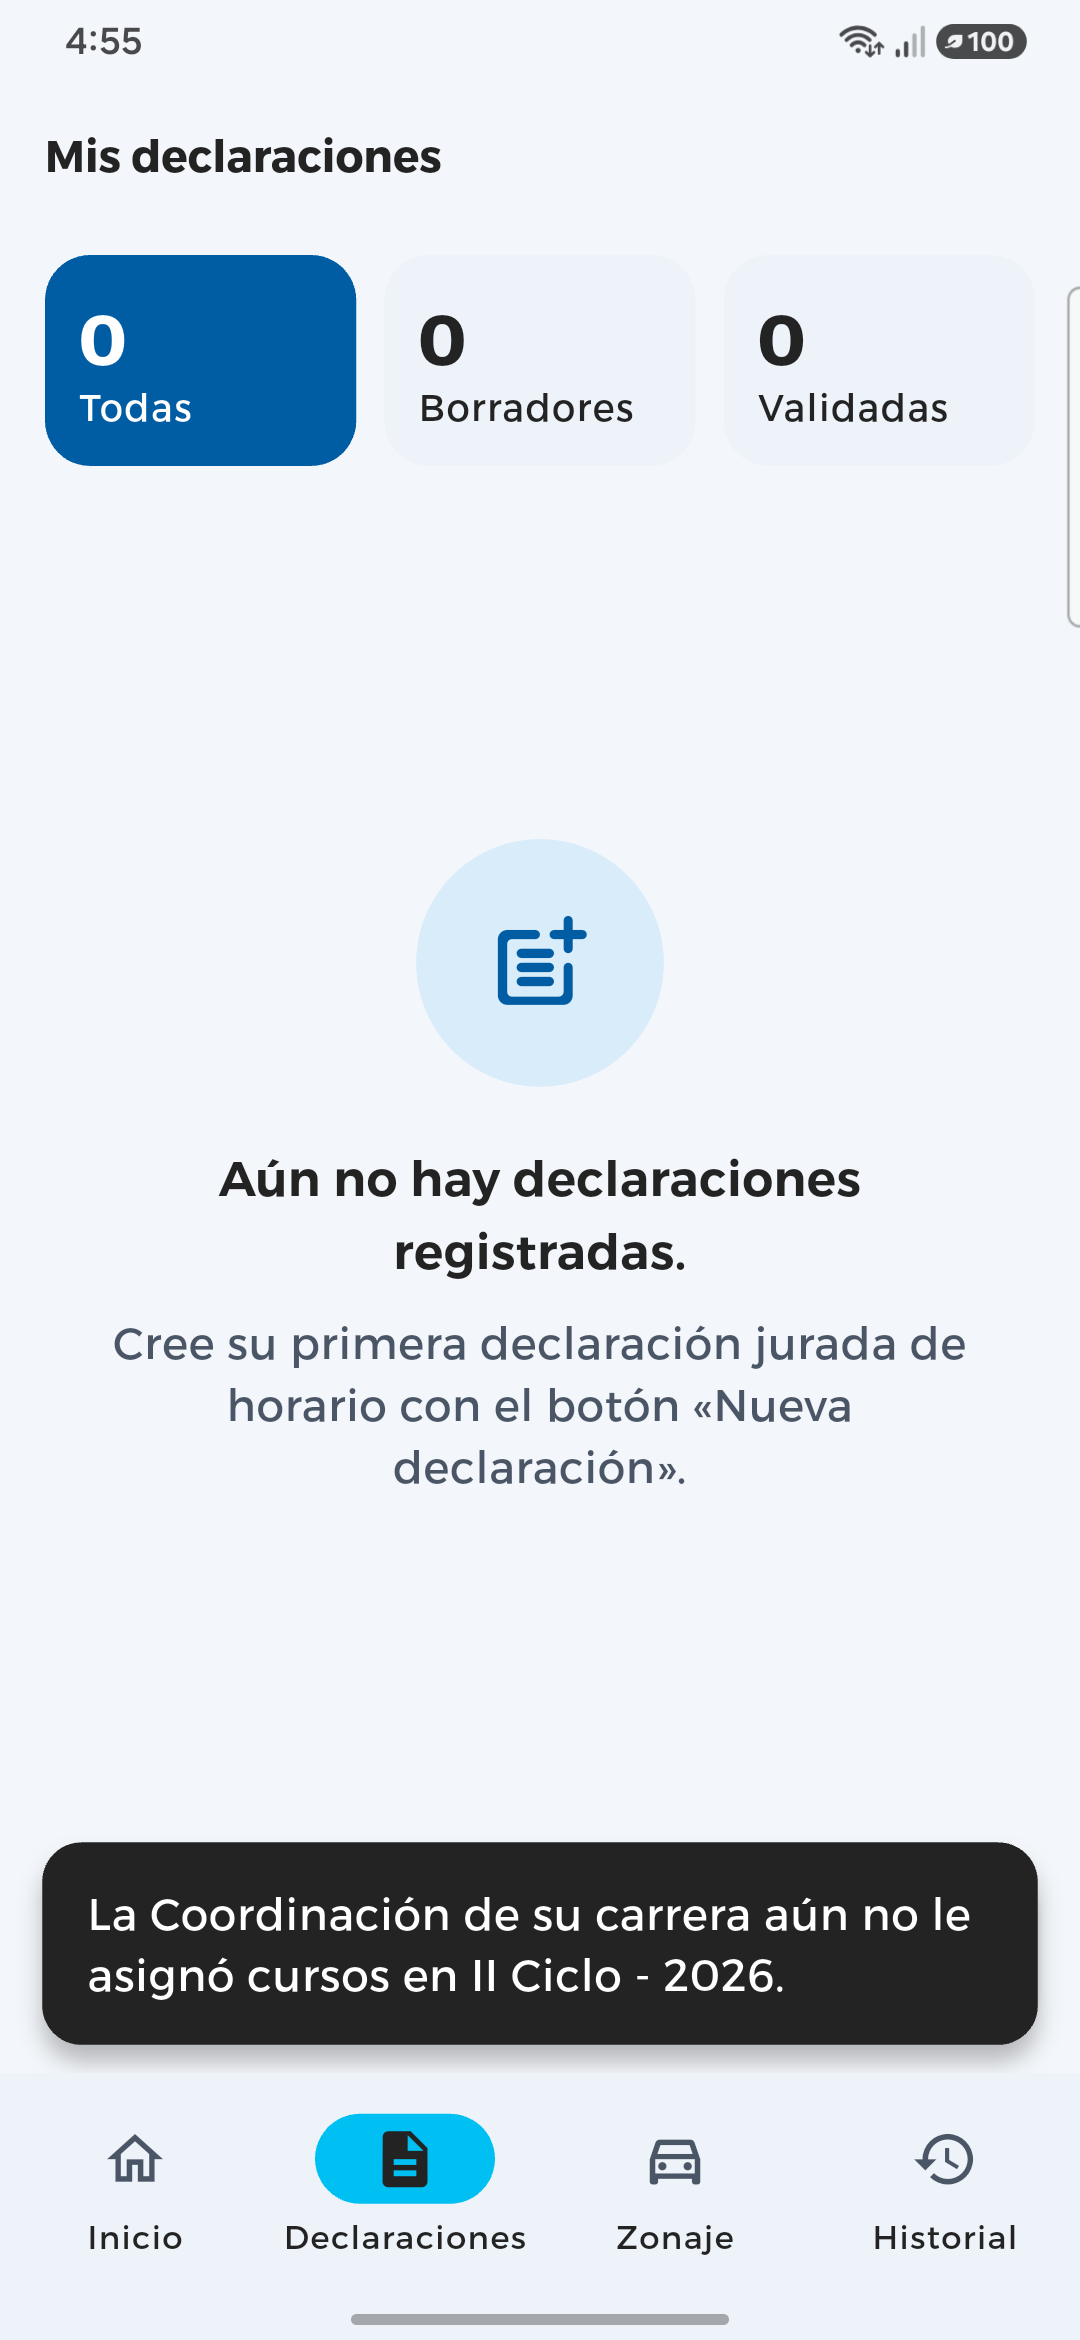 4:55
100
Mis declaraciones
0
Todas
0
Borradores
0
Validadas
Aún no hay declaraciones
registradas.
Cree su primera declaración jurada de
horario con el botón «Nueva
declaración».
La Coordinación de su carrera aún no le
asignó cursos en II Ciclo - 2026.
Inicio
Declaraciones
Zonaje
Historial